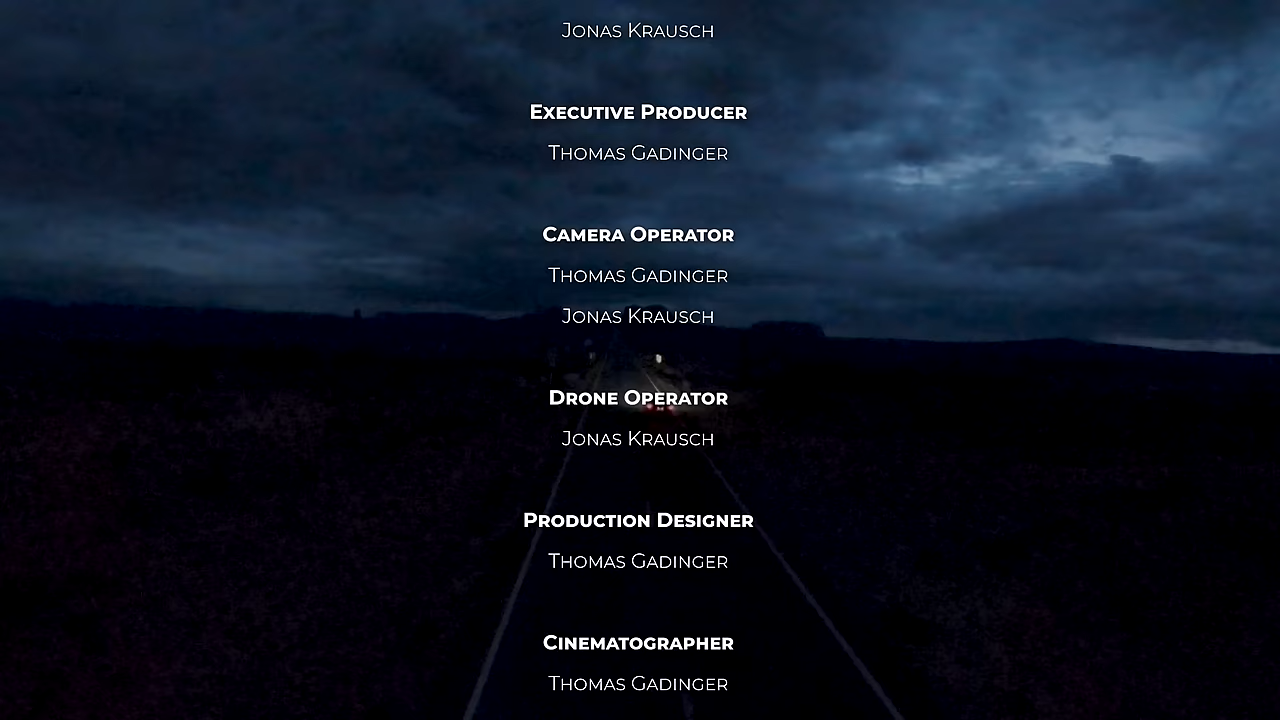 Jonas Krausch
Executive Producer
Thomas Gadinger
Camera Operator
Thomas Gadinger
Jonas Krausch
Drone Operator
Jonas Krausch
Production Designer
Thomas Gadinger
Cinematographer
Thomas Gadinger